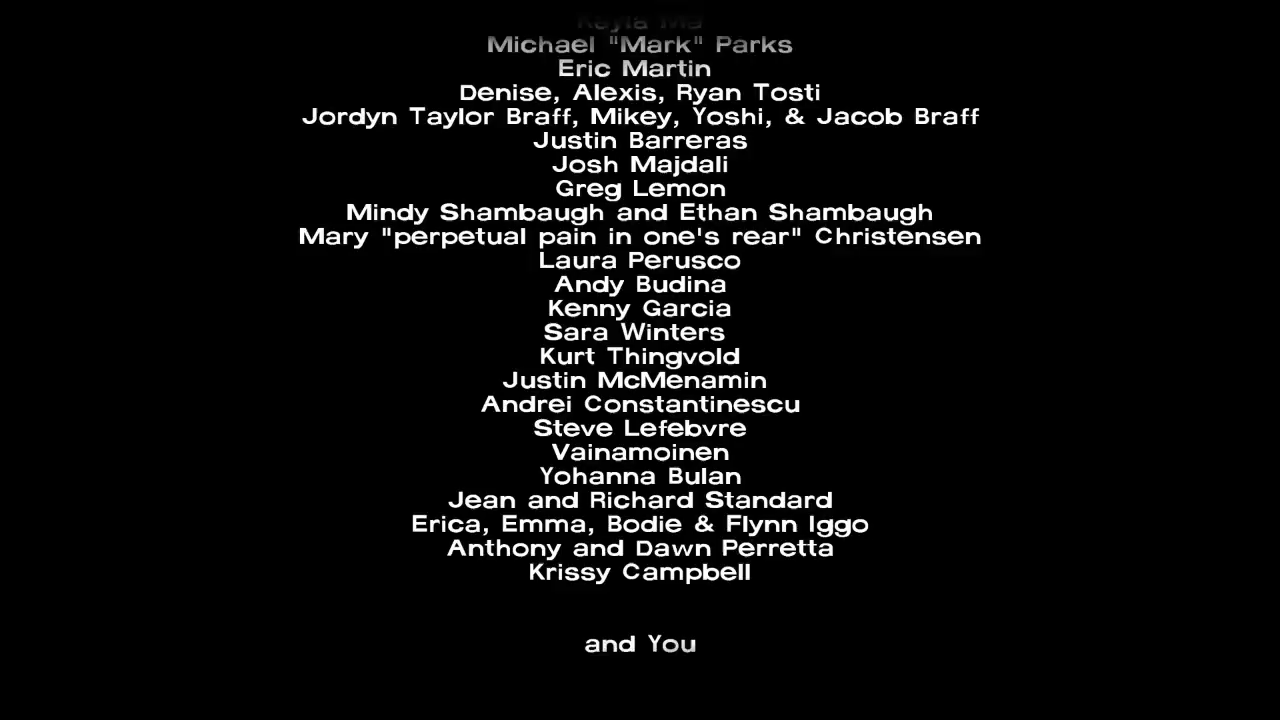 Kayla Ma
Michael "Mark" Parks
Eric Martin
Denise, Alexis, Ryan Tosti
Jordyn Taylor Braff, Mikey, Yoshi, & Jacob Braff
Justin Barreras
Josh Majdali
Greg Lemon
Mindy Shambaugh and Ethan Shambaugh
Mary "perpetual pain in one's rear" Christensen
Laura Perusco
Andy Budina
Kenny Garcia
Sara Winters
Kurt Thingvold
Justin McMenamin
Andrei Constantinescu
Steve Lefebvre
Vainamoinen
Yohanna Bulan
Jean and Richard Standard
Erica, Emma, Bodie & Flynn Iggo
Anthony and Dawn Perretta
Krissy Campbell
and You